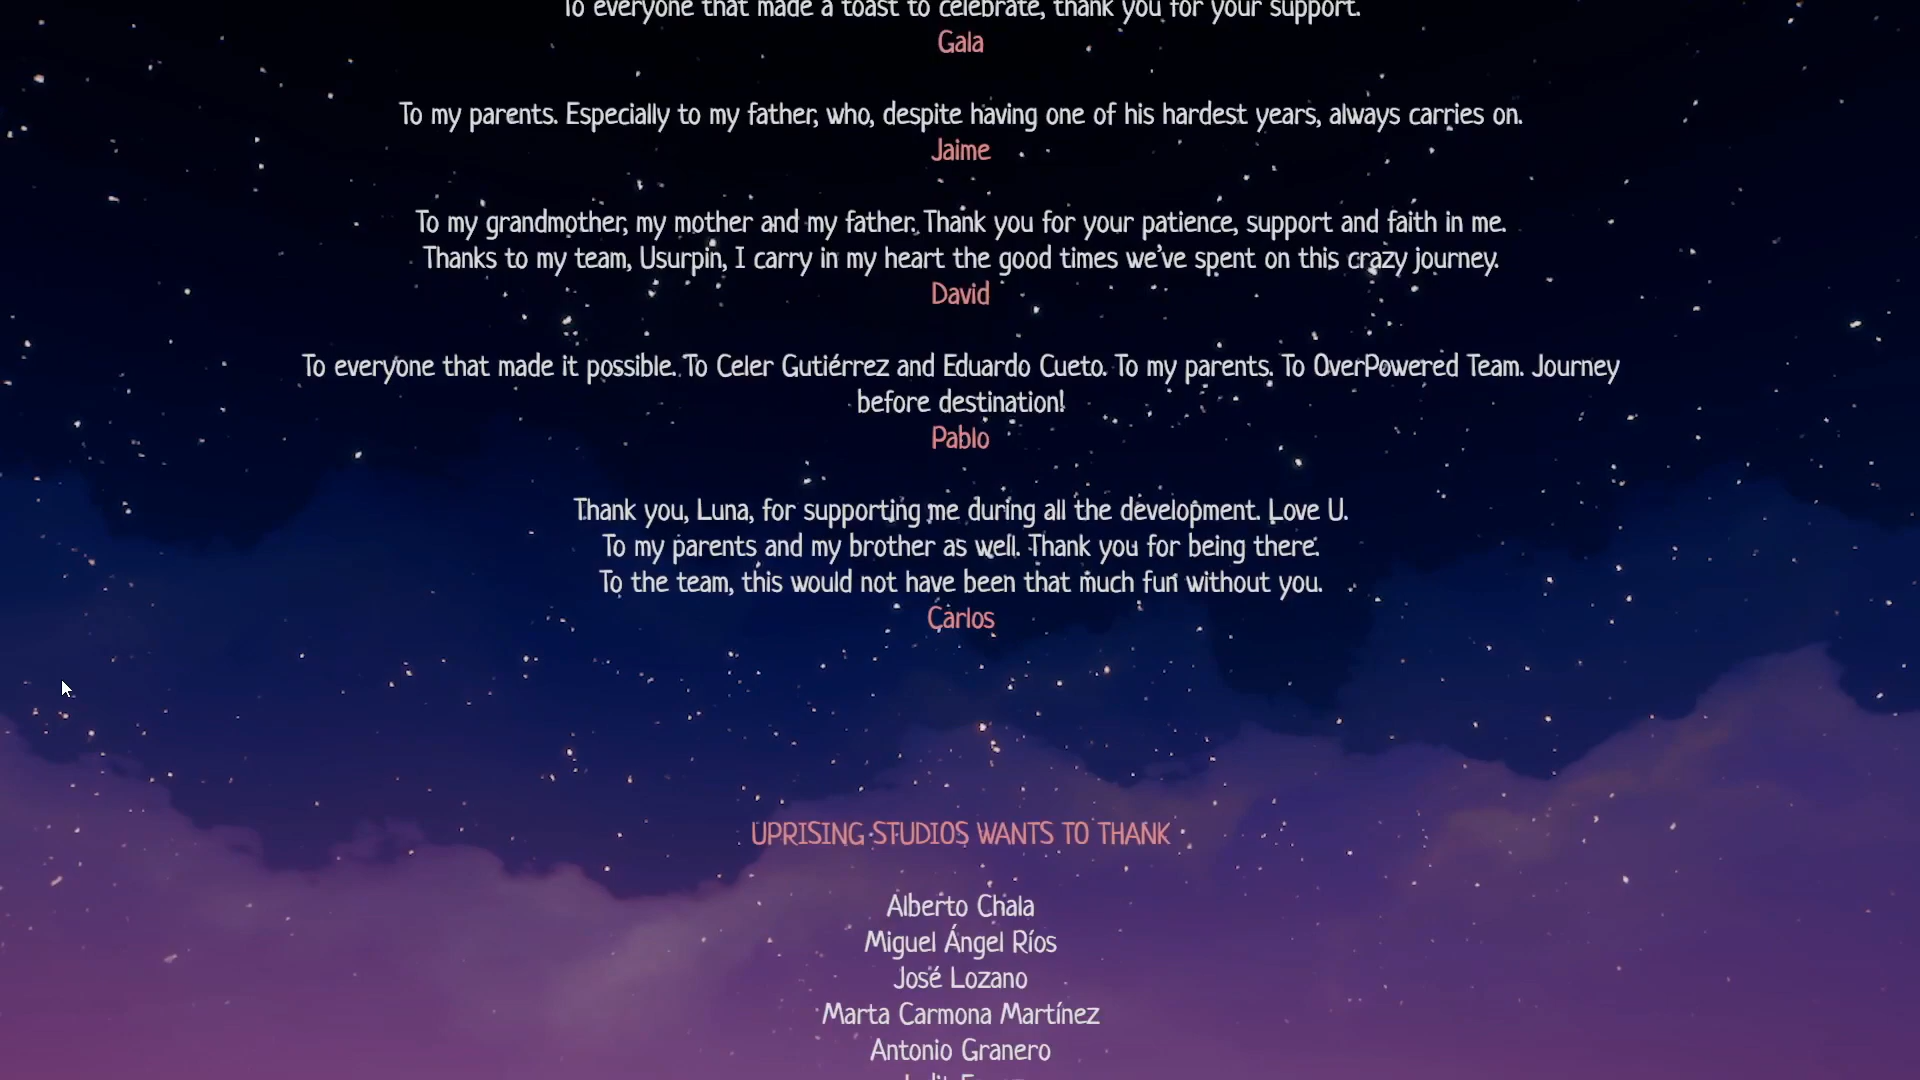 To everyone that made a toast to celebrate, thank you for your support.
Gala
To my parents. Especially to my father, who, despite having one of his hardest years, always carries on.
Jaime
To my grandmother, my mother and my father. Thank you for your patience, support and faith in me.
Thanks to my team, Usurpin, I carry in my heart the good times we’ve spent on this crazy journey.
David
To everyone that made it possible. To Celer Gutiérrez and Eduardo Cueto. To my parents. To OverPowered Team. Journey
before destination!
Pablo
Thank you, Luna, for supporting me during all the development. Love U.
To my parents and my brother as well. Thank you for being there.
To the team, this would not have been that much fun without you.
Carlos
UPRISING STUDIOS WANTS TO THANK
Alberto Chala
Miguel Ángel Ríos
José Lozano
Marta Carmona Martínez
Antonio Granero